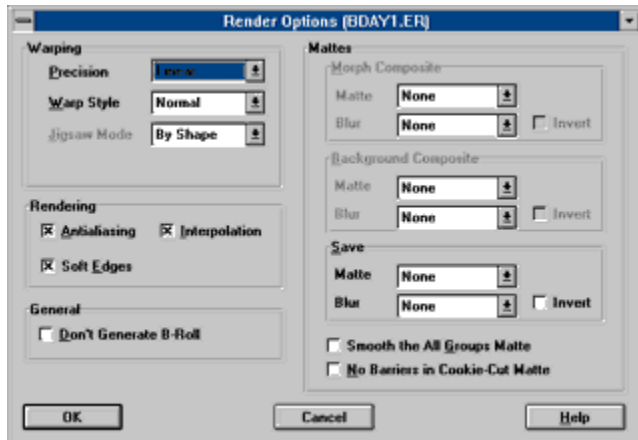 Render Options (BDAY1.ER)
Warping
Precision
Warp Style Normal
Jigsaw Mode By Shape
Rendering
Antialiasing Interpolation
Soft Edges
General
Don't Generate B-Roll
Mattes
Morph Composite
Matte None
Blur None Invert
Background Composite
Matte None
Blur None Invert
Save
Matte None
Blur None Invert
Smooth the All Groups Matte
No Barriers in Cookie-Cut Matte
OK Cancel Help